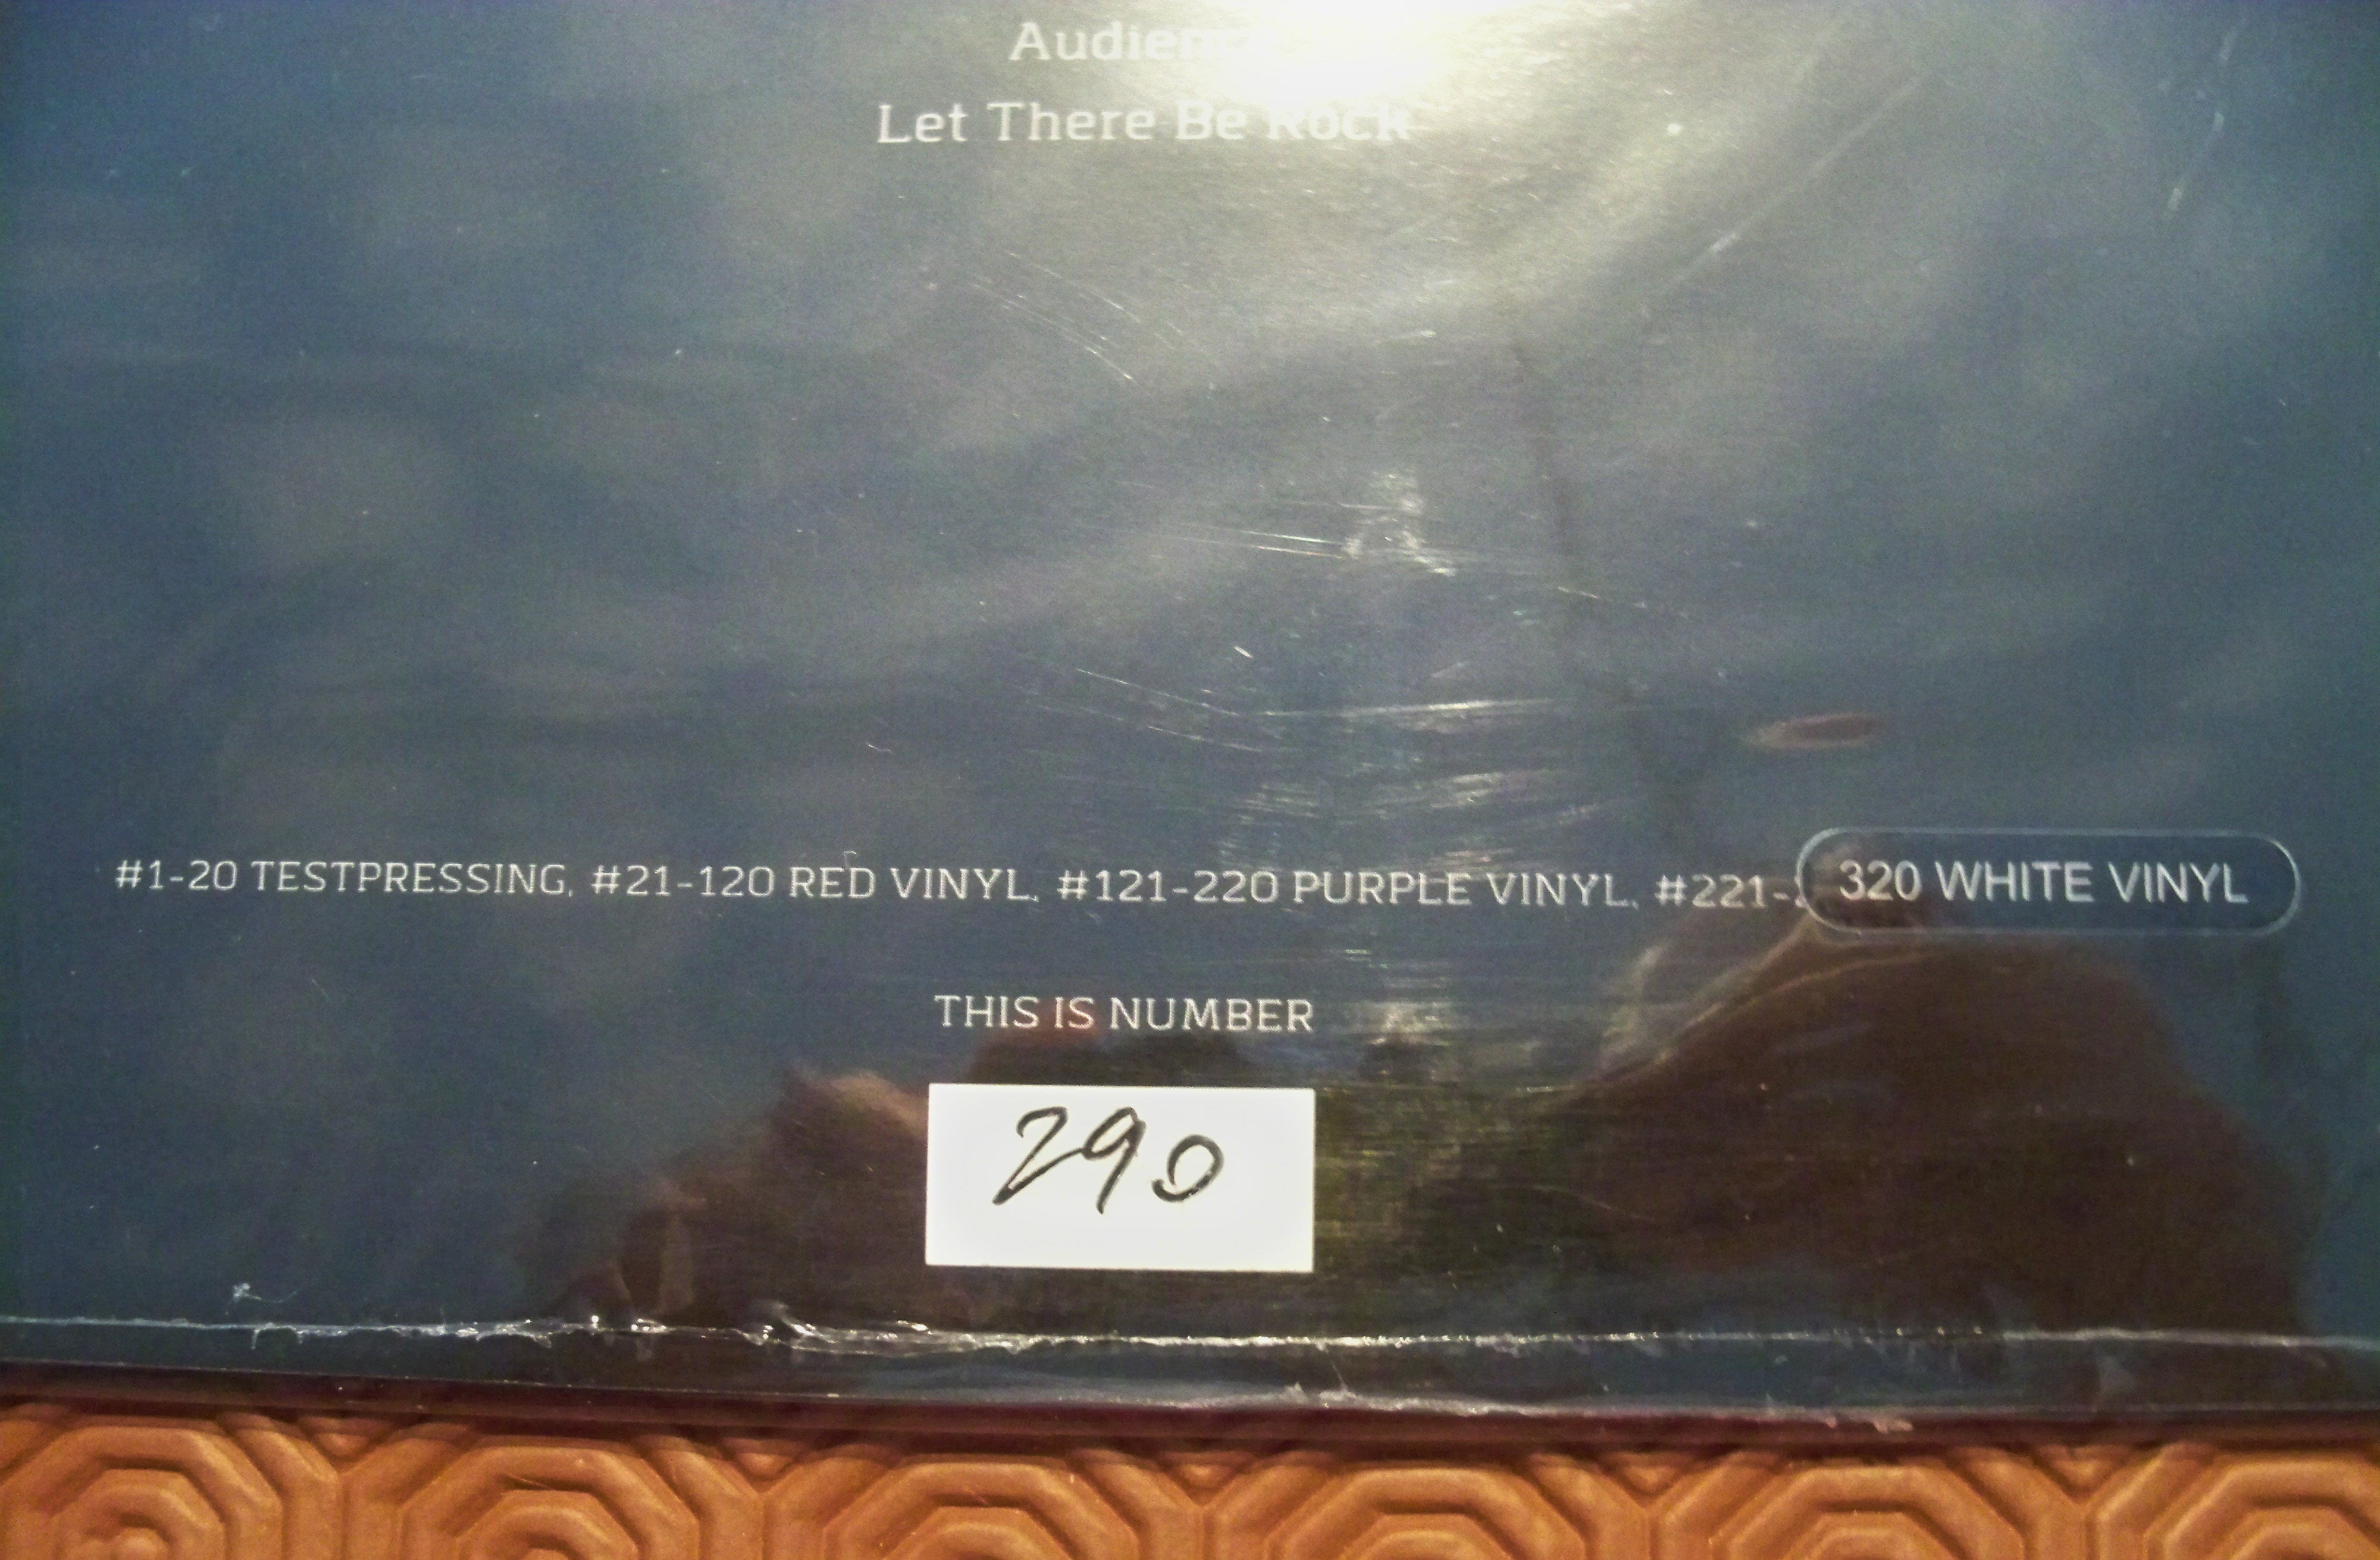 Let There Be Rock
#1-20 TESTPRESSING, #21-120 RED VINYL, #121-220 PURPLE VINYL, #221- 320 WHITE VINYL
THIS IS NUMBER
290